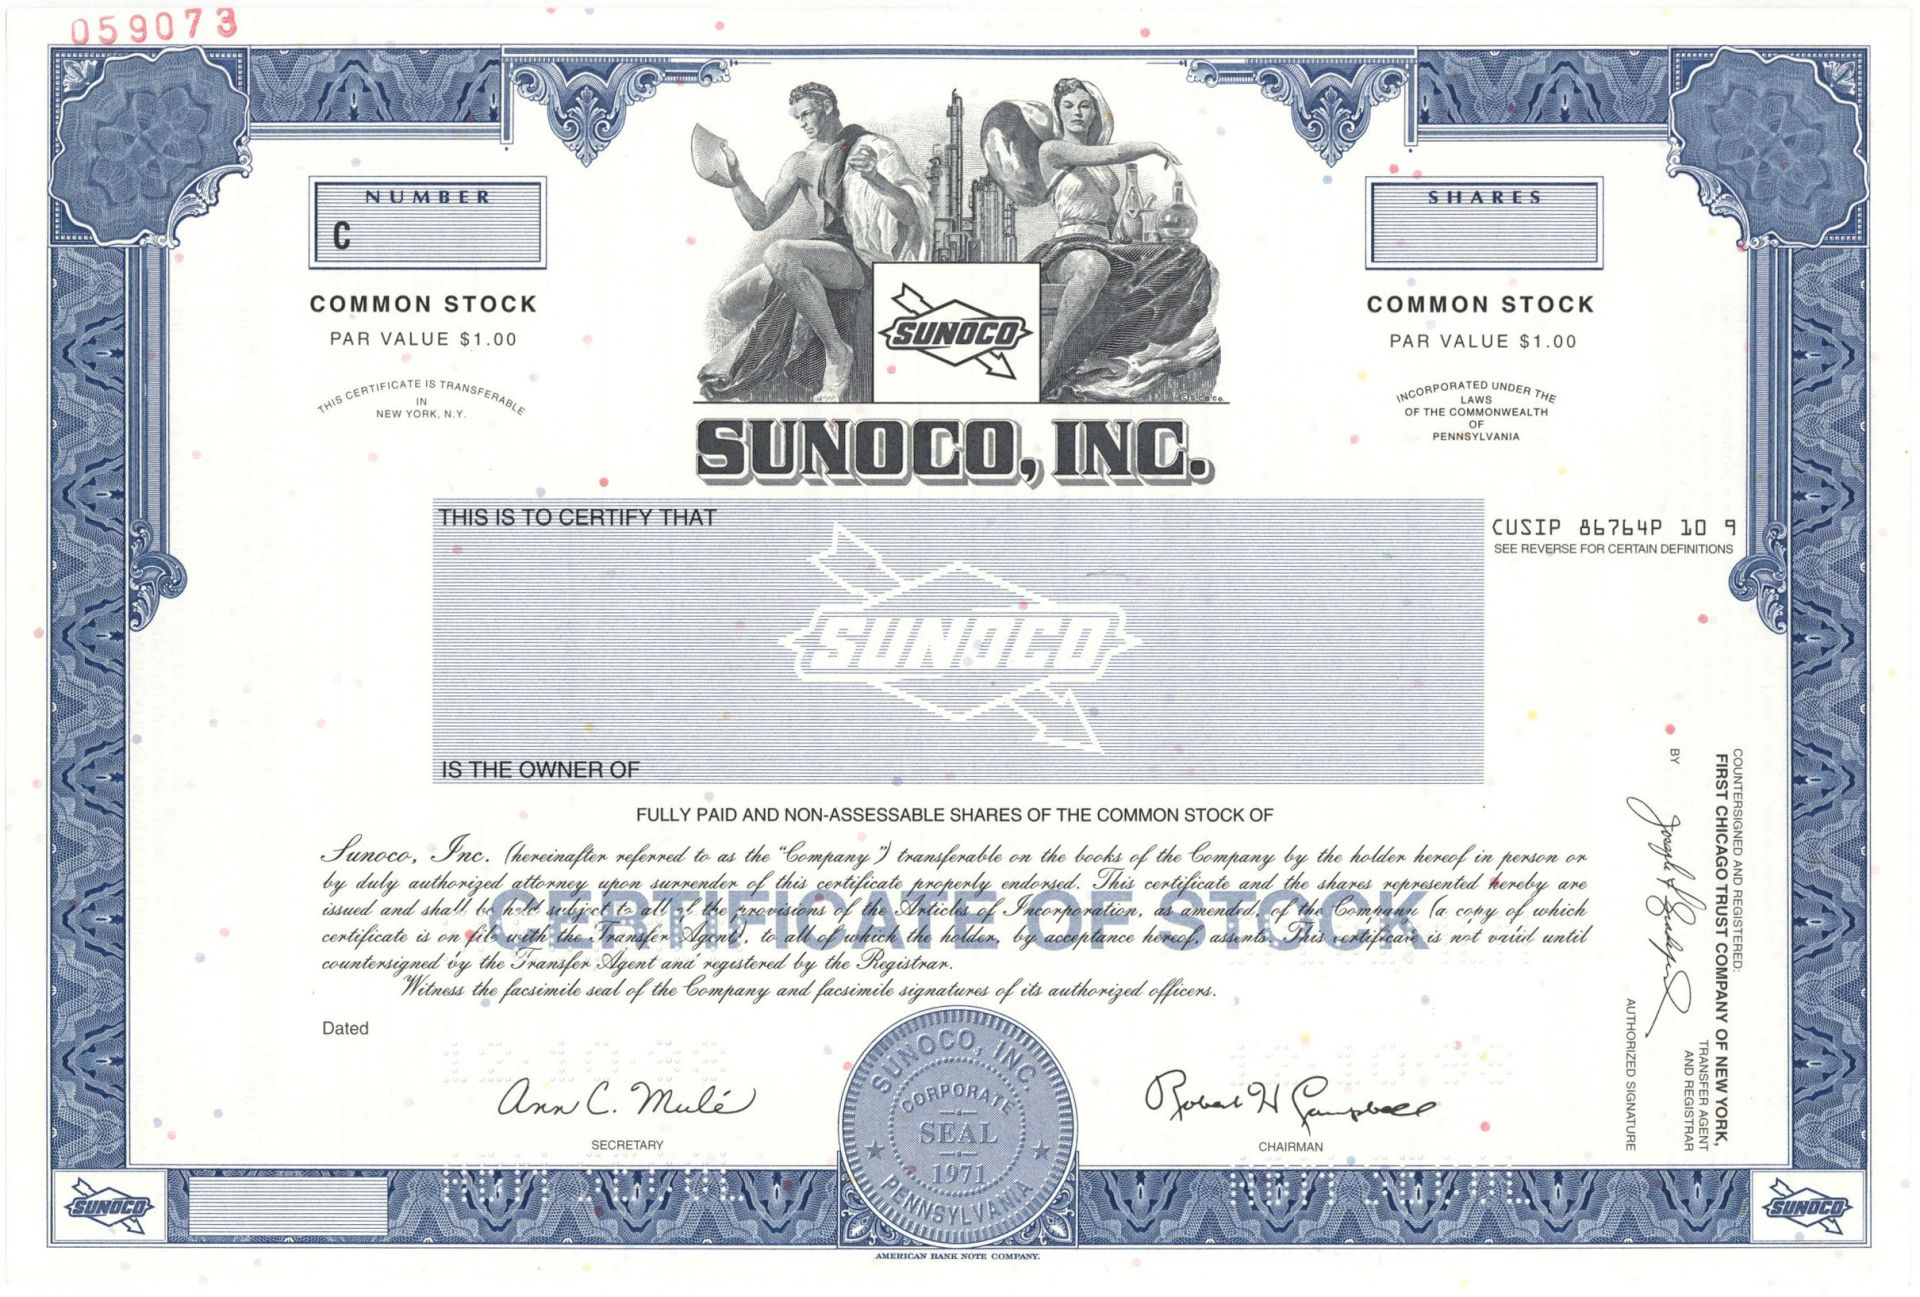 059073
NUMBER
C
COMMON STOCK
PAR VALUE $1.00
THIS CERTIFICATE IS TRANSFERABLE
IN
NEW YORK, N.Y.
SUNOCO
SUNOCO, INC.
SHARES
COMMON STOCK
PAR VALUE $1.00
INCORPORATED UNDER THE
LAWS
OF THE COMMONWEALTH
OF
PENNSYLVANIA
THIS IS TO CERTIFY THAT
CUSIP 86764P 10 9
SEE REVERSE FOR CERTAIN DEFINITIONS
SUNOCO
IS THE OWNER OF
FULLY PAID AND NON-ASSESSABLE SHARES OF THE COMMON STOCK OF
Sunoco, Inc. (hereinafter referred to as the "Company") transferable on the books of the Company by the holder hereof in person or
by duly authorized attorney upon surrender of this certificate properly endorsed. This certificate and the shares represented hereby are
issued and shall be held subject to all of the provisions of the Articles of Incorporation, as amended, of the Company (a copy of which
certificate is on file with the Transfer Agent), to all of which the holder, by acceptance hereof, assents. This certificate is not valid until
countersigned by the Transfer Agent and registered by the Registrar.
Witness the facsimile seal of the Company and facsimile signatures of its authorized officers.
CERTIFICATE OF STOCK
Dated
Ann C. Mulé
SECRETARY
SUNOCO, INC.
CORPORATE
SEAL
1971
PENNSYLVANIA
Robert H Campbell
CHAIRMAN
COUNTERSIGNED AND REGISTERED:
FIRST CHICAGO TRUST COMPANY OF NEW YORK,
TRANSFER AGENT
AND REGISTRAR
BY
AUTHORIZED SIGNATURE
SUNOCO
SUNOCO
AMERICAN BANK NOTE COMPANY.